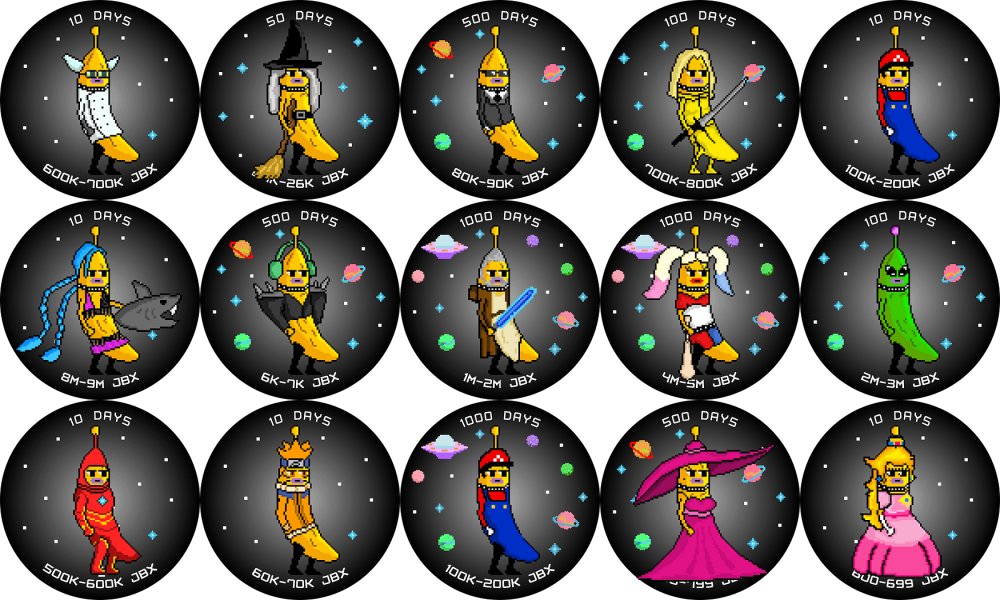 10 DAYS
600K-700K JBX
50 DAYS
K-26K JBX
500 DAYS
80K-90K JBX
100 DAYS
700K-800K JBX
10 DAYS
100K-200K JBX
10 DAYS
8M-9M JBX
500 DAYS
6K-7K JBX
1000 DAYS
1M-2M JBX
1000 DAYS
4M-5M JBX
100 DAYS
2M-3M JBX
10 DAYS
500K-600K JBX
10 DAYS
60K-70K JBX
1000 DAYS
100K-200K JBX
500 DAYS
10 DAYS
600-699 JBX